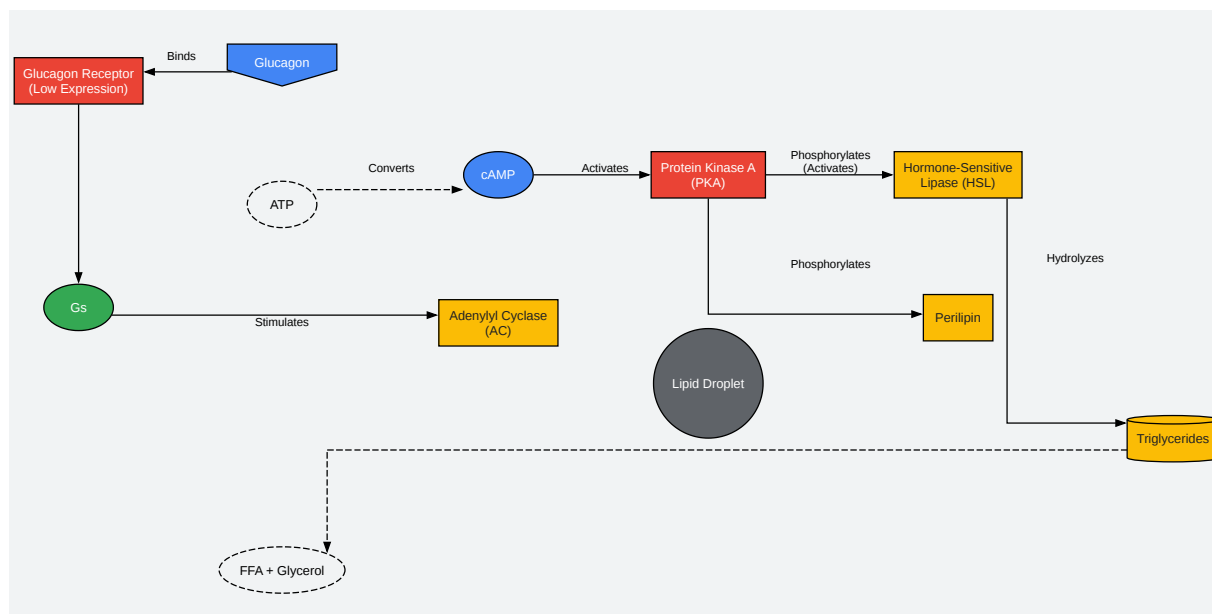 Binds
Glucagon
Glucagon Receptor
(Low Expression)
Converts
cAMP
Activates
Protein Kinase A
(PKA)
Phosphorylates
(Activates)
Hormone-Sensitive
Lipase (HSL)
ATP
Hydrolyzes
Phosphorylates
Gs
Stimulates
Adenylyl Cyclase
(AC)
Perilipin
Lipid Droplet
Triglycerides
FFA + Glycerol